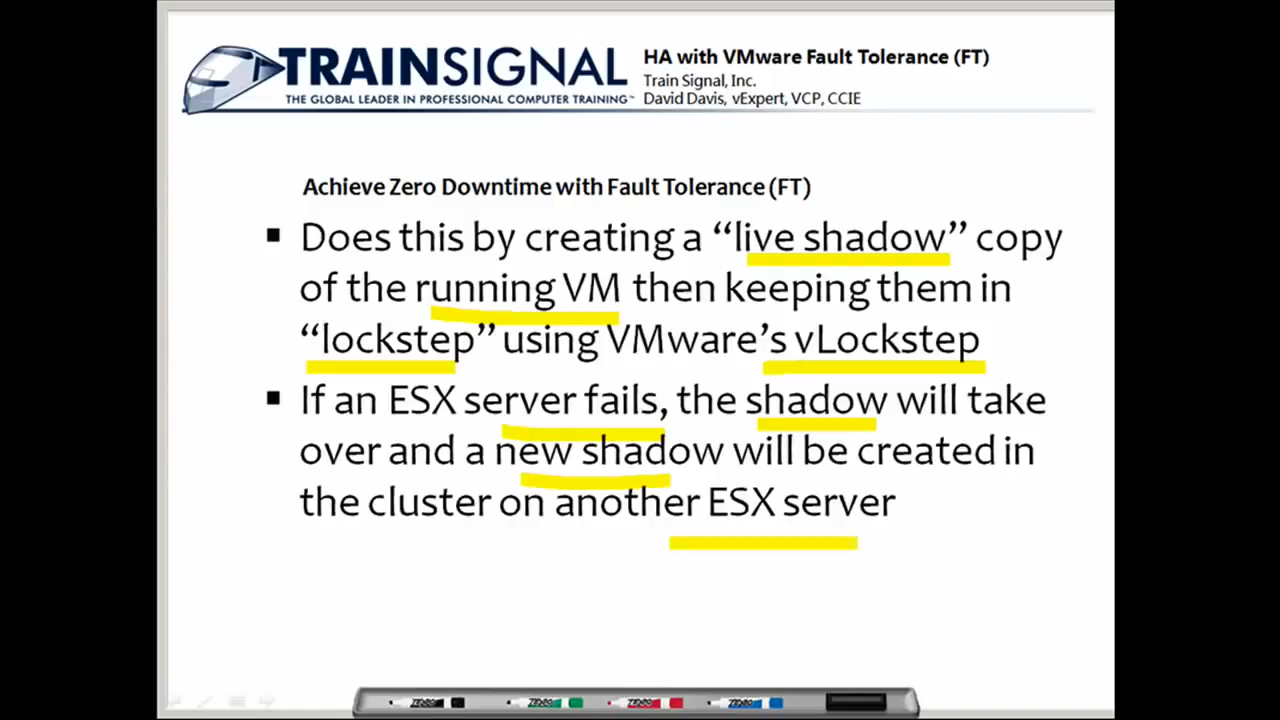 TRAINSIGNAL
THE GLOBAL LEADER IN PROFESSIONAL COMPUTER TRAINING™
HA with VMware Fault Tolerance (FT)
Train Signal, Inc.
David Davis, vExpert, VCP, CCIE
Achieve Zero Downtime with Fault Tolerance (FT)
▪ Does this by creating a “live shadow” copy
of the running VM then keeping them in
“lockstep” using VMware’s vLockstep
▪ If an ESX server fails, the shadow will take
over and a new shadow will be created in
the cluster on another ESX server